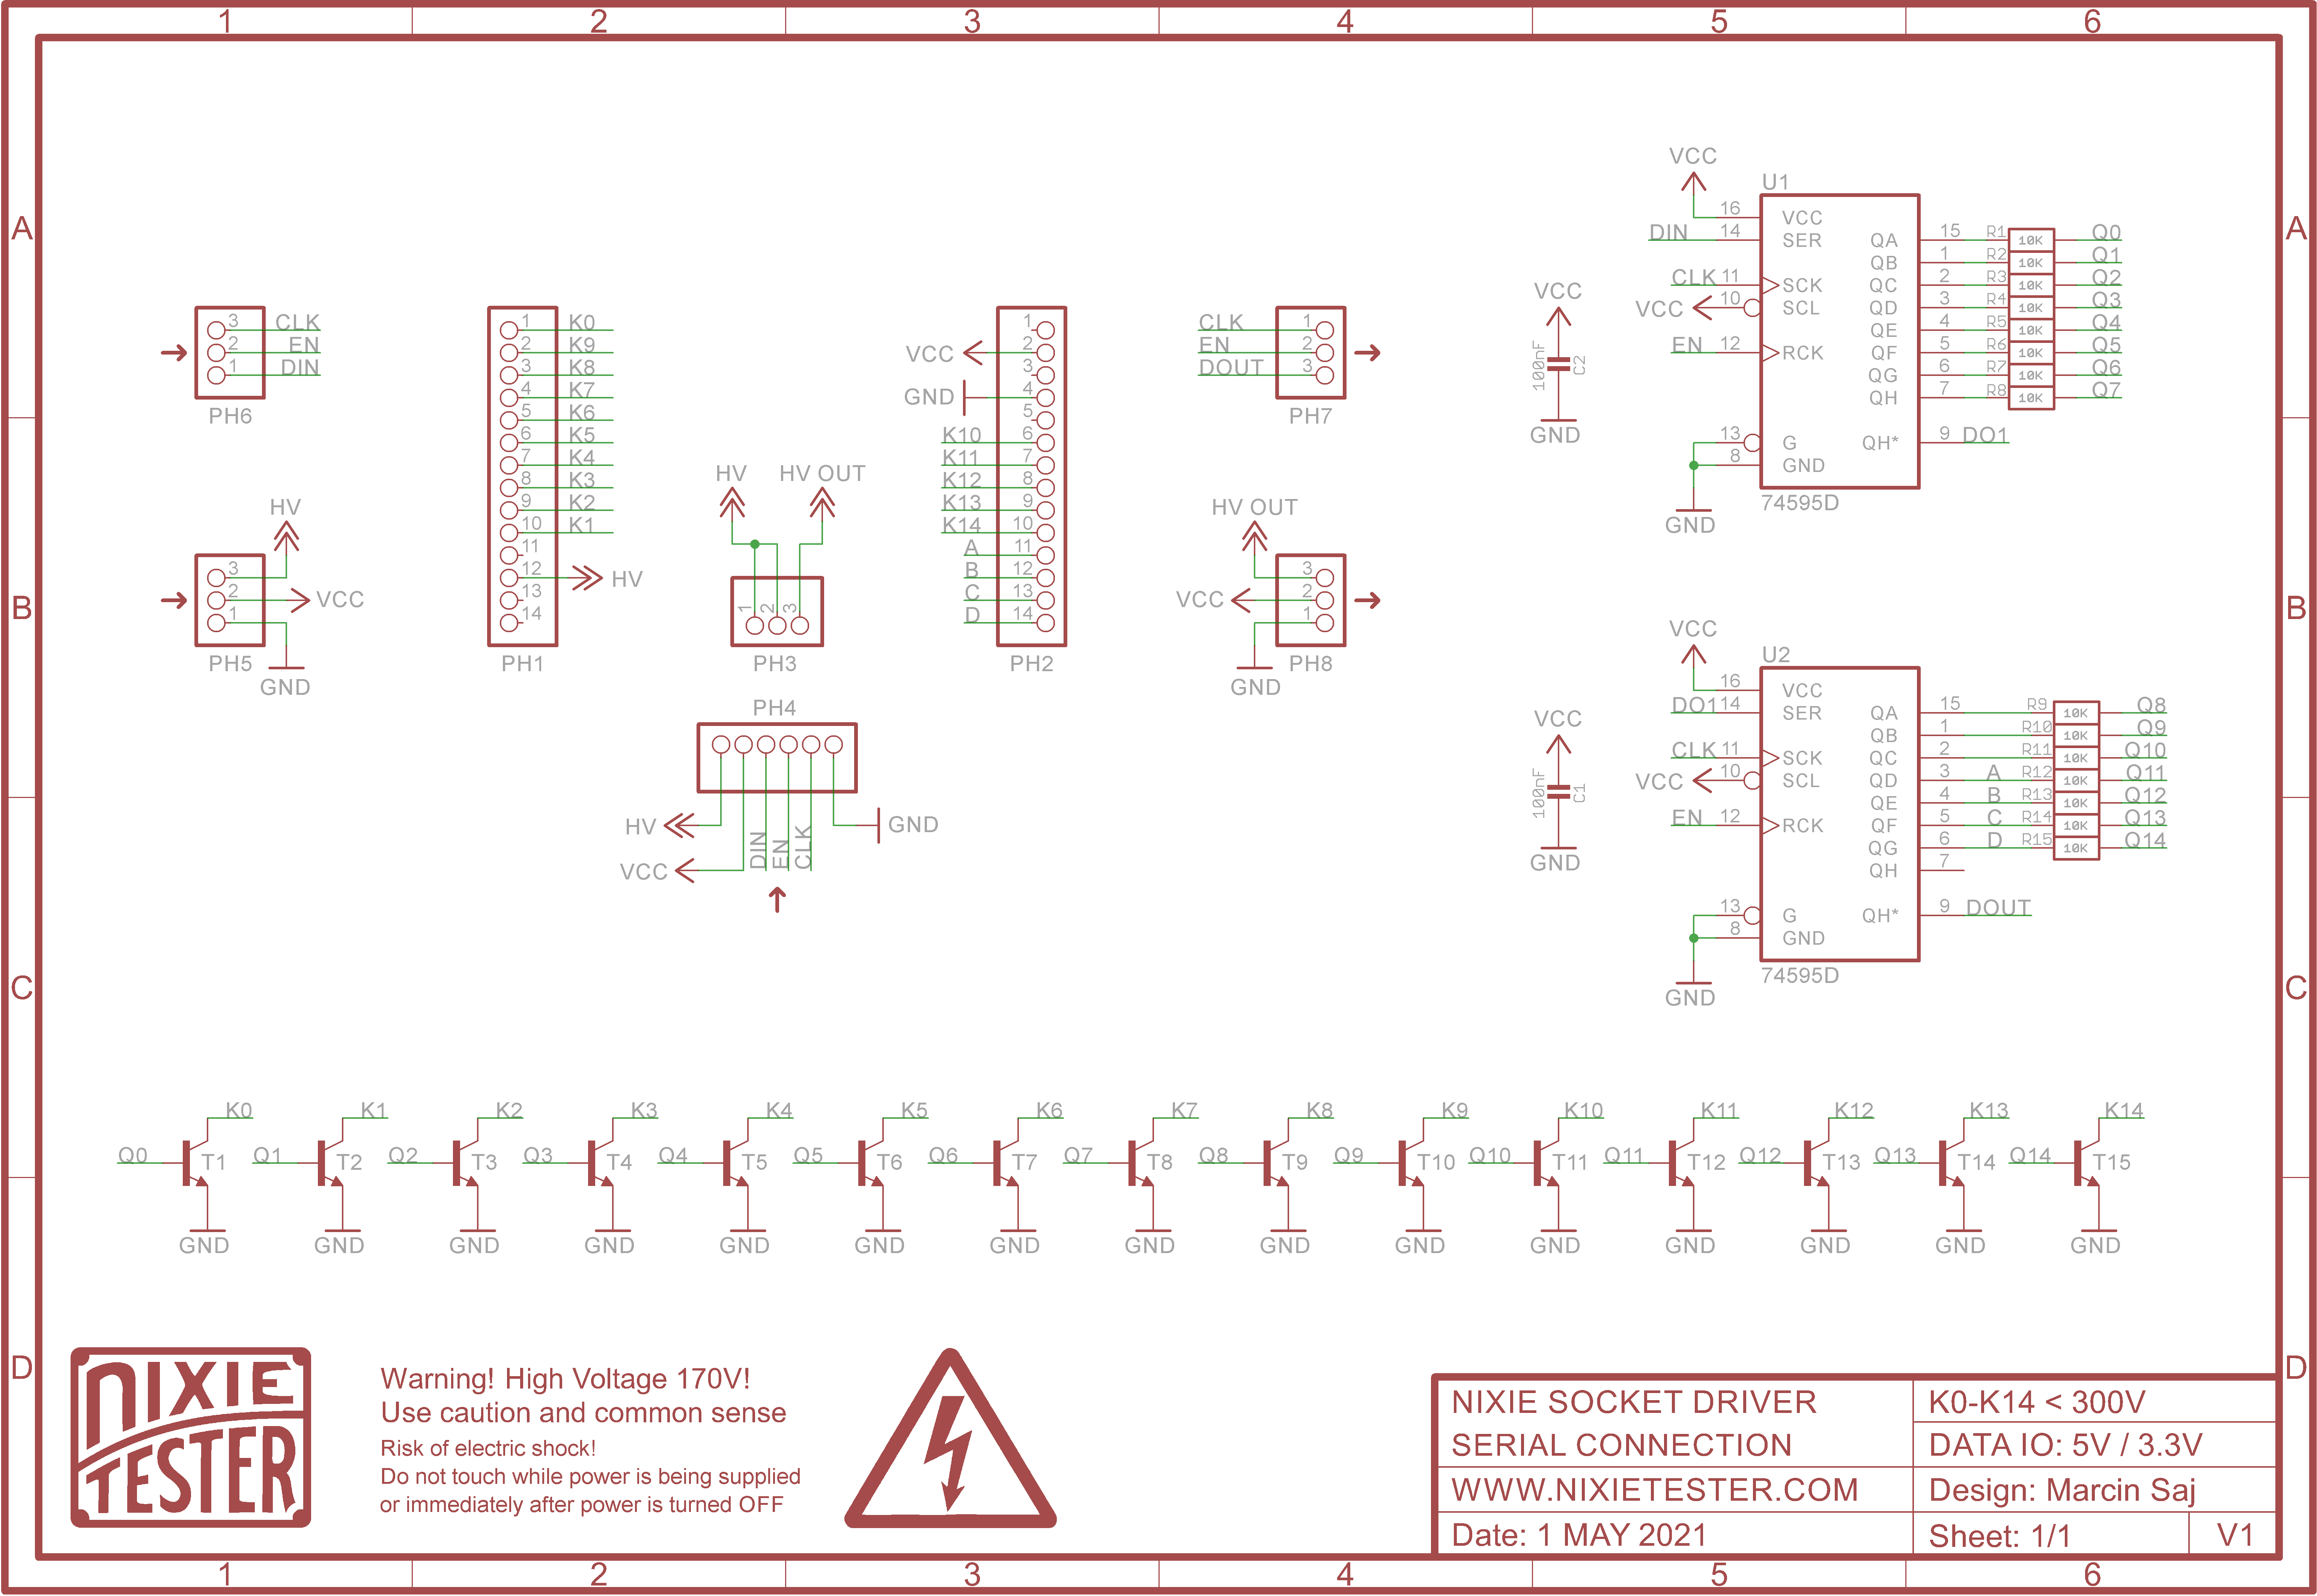 1 2 3 4 5 6
A A
B B
C C
D D
3 CLK
2 EN
1 DIN
PH6
HV
3
2 VCC
1
PH5
GND
1 K0
2 K9
3 K8
4 K7
5 K6
6 K5
7 K4
8 K3
9 K2
10 K1
11
12 HV
13
14
PH1
HV HV OUT
1 2 3
PH3
PH4
HV
VCC
DIN
EN
CLK
GND
1
VCC 2
3
GND 4
5
K10 6
K11 7
K12 8
K13 9
K14 10
A 11
B 12
C 13
D 14
PH2
CLK 1
EN 2
DOUT 3
PH7
HV OUT
3
VCC 2
1
GND
PH8
VCC
100nF
C2
GND
VCC
100nF
C1
GND
VCC
U1
16 VCC
DIN 14 SER QA 15 R1 10K Q0
QB 1 R2 10K Q1
CLK 11 SCK QC 2 R3 10K Q2
VCC 10 SCL QD 3 R4 10K Q3
QE 4 R5 10K Q4
EN 12 RCK QF 5 R6 10K Q5
QG 6 R7 10K Q6
QH 7 R8 10K Q7
13 G QH* 9 DO1
8 GND
74595D
GND
VCC
U2
16 VCC
DO1 14 SER QA 15 R9 10K Q8
QB 1 R10 10K Q9
CLK 11 SCK QC 2 R11 10K Q10
VCC 10 SCL QD 3 A R12 10K Q11
QE 4 B R13 10K Q12
EN 12 RCK QF 5 C R14 10K Q13
QG 6 D R15 10K Q14
QH 7
13 G QH* 9 DOUT
8 GND
74595D
GND
K0 K1 K2 K3 K4 K5 K6 K7 K8 K9 K10 K11 K12 K13 K14
Q0 T1 Q1 T2 Q2 T3 Q3 T4 Q4 T5 Q5 T6 Q6 T7 Q7 T8 Q8 T9 Q9 T10 Q10 T11 Q11 T12 Q12 T13 Q13 T14 Q14 T15
GND GND GND GND GND GND GND GND GND GND GND GND GND GND GND
NIXIE
TESTER
Warning! High Voltage 170V!
Use caution and common sense
Risk of electric shock!
Do not touch while power is being supplied
or immediately after power is turned OFF
NIXIE SOCKET DRIVER K0-K14 < 300V
SERIAL CONNECTION DATA IO: 5V / 3.3V
WWW.NIXIETESTER.COM Design: Marcin Saj
Date: 1 MAY 2021 Sheet: 1/1 V1
1 2 3 4 5 6